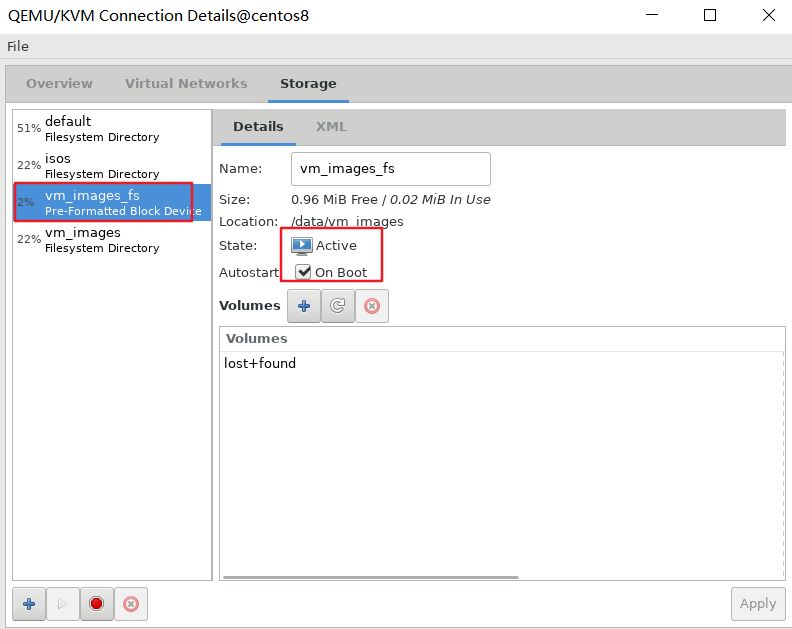 QEMU/KVM Connection Details@centos8
File
Overview Virtual Networks Storage
51% default
Filesystem Directory
22% isos
Filesystem Directory
2% vm_images_fs
Pre-Formatted Block Device
22% vm_images
Filesystem Directory
Details XML
Name: vm_images_fs
Size: 0.96 MiB Free / 0.02 MiB In Use
Location: /data/vm_images
State: Active
Autostart On Boot
Volumes
Volumes
lost+found
Apply